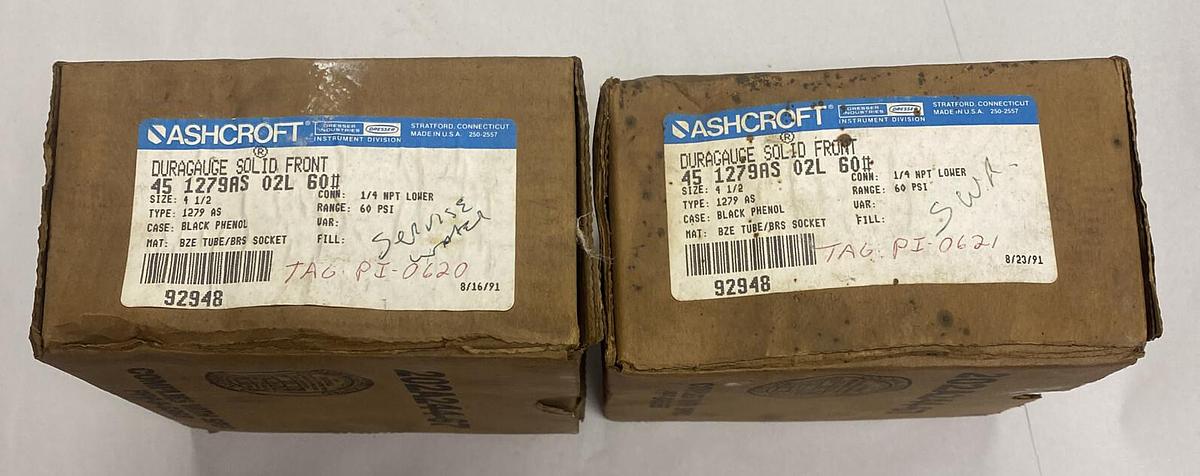 ASHCROFT®
DRESSER INDUSTRIES DRESSER
INSTRUMENT DIVISION
STRATFORD, CONNECTICUT
MADE IN U.S.A. 250-2557
®
DURAGAUGE SOLID FRONT
45 1279AS 02L 60#
SIZE: 4 1/2
TYPE: 1279 AS
CASE: BLACK PHENOL
MAT: BZE TUBE/BRS SOCKET
CONN: 1/4 NPT LOWER
RANGE: 60 PSI
VAR:
FILL:
servise
water
TAG. PI-0620
8/16/91
92948
ASHCROFT®
DRESSER INDUSTRIES DRESSER
INSTRUMENT DIVISION
STRATFORD, CONNECTICUT
MADE IN U.S.A. 250-2557
®
DURAGAUGE SOLID FRONT
45 1279AS 02L 60#
SIZE: 4 1/2
TYPE: 1279 AS
CASE: BLACK PHENOL
MAT: BZE TUBE/BRS SOCKET
CONN: 1/4 NPT LOWER
RANGE: 60 PSI
VAR:
FILL:
SWR-
TAG: PI-0621
8/23/91
92948